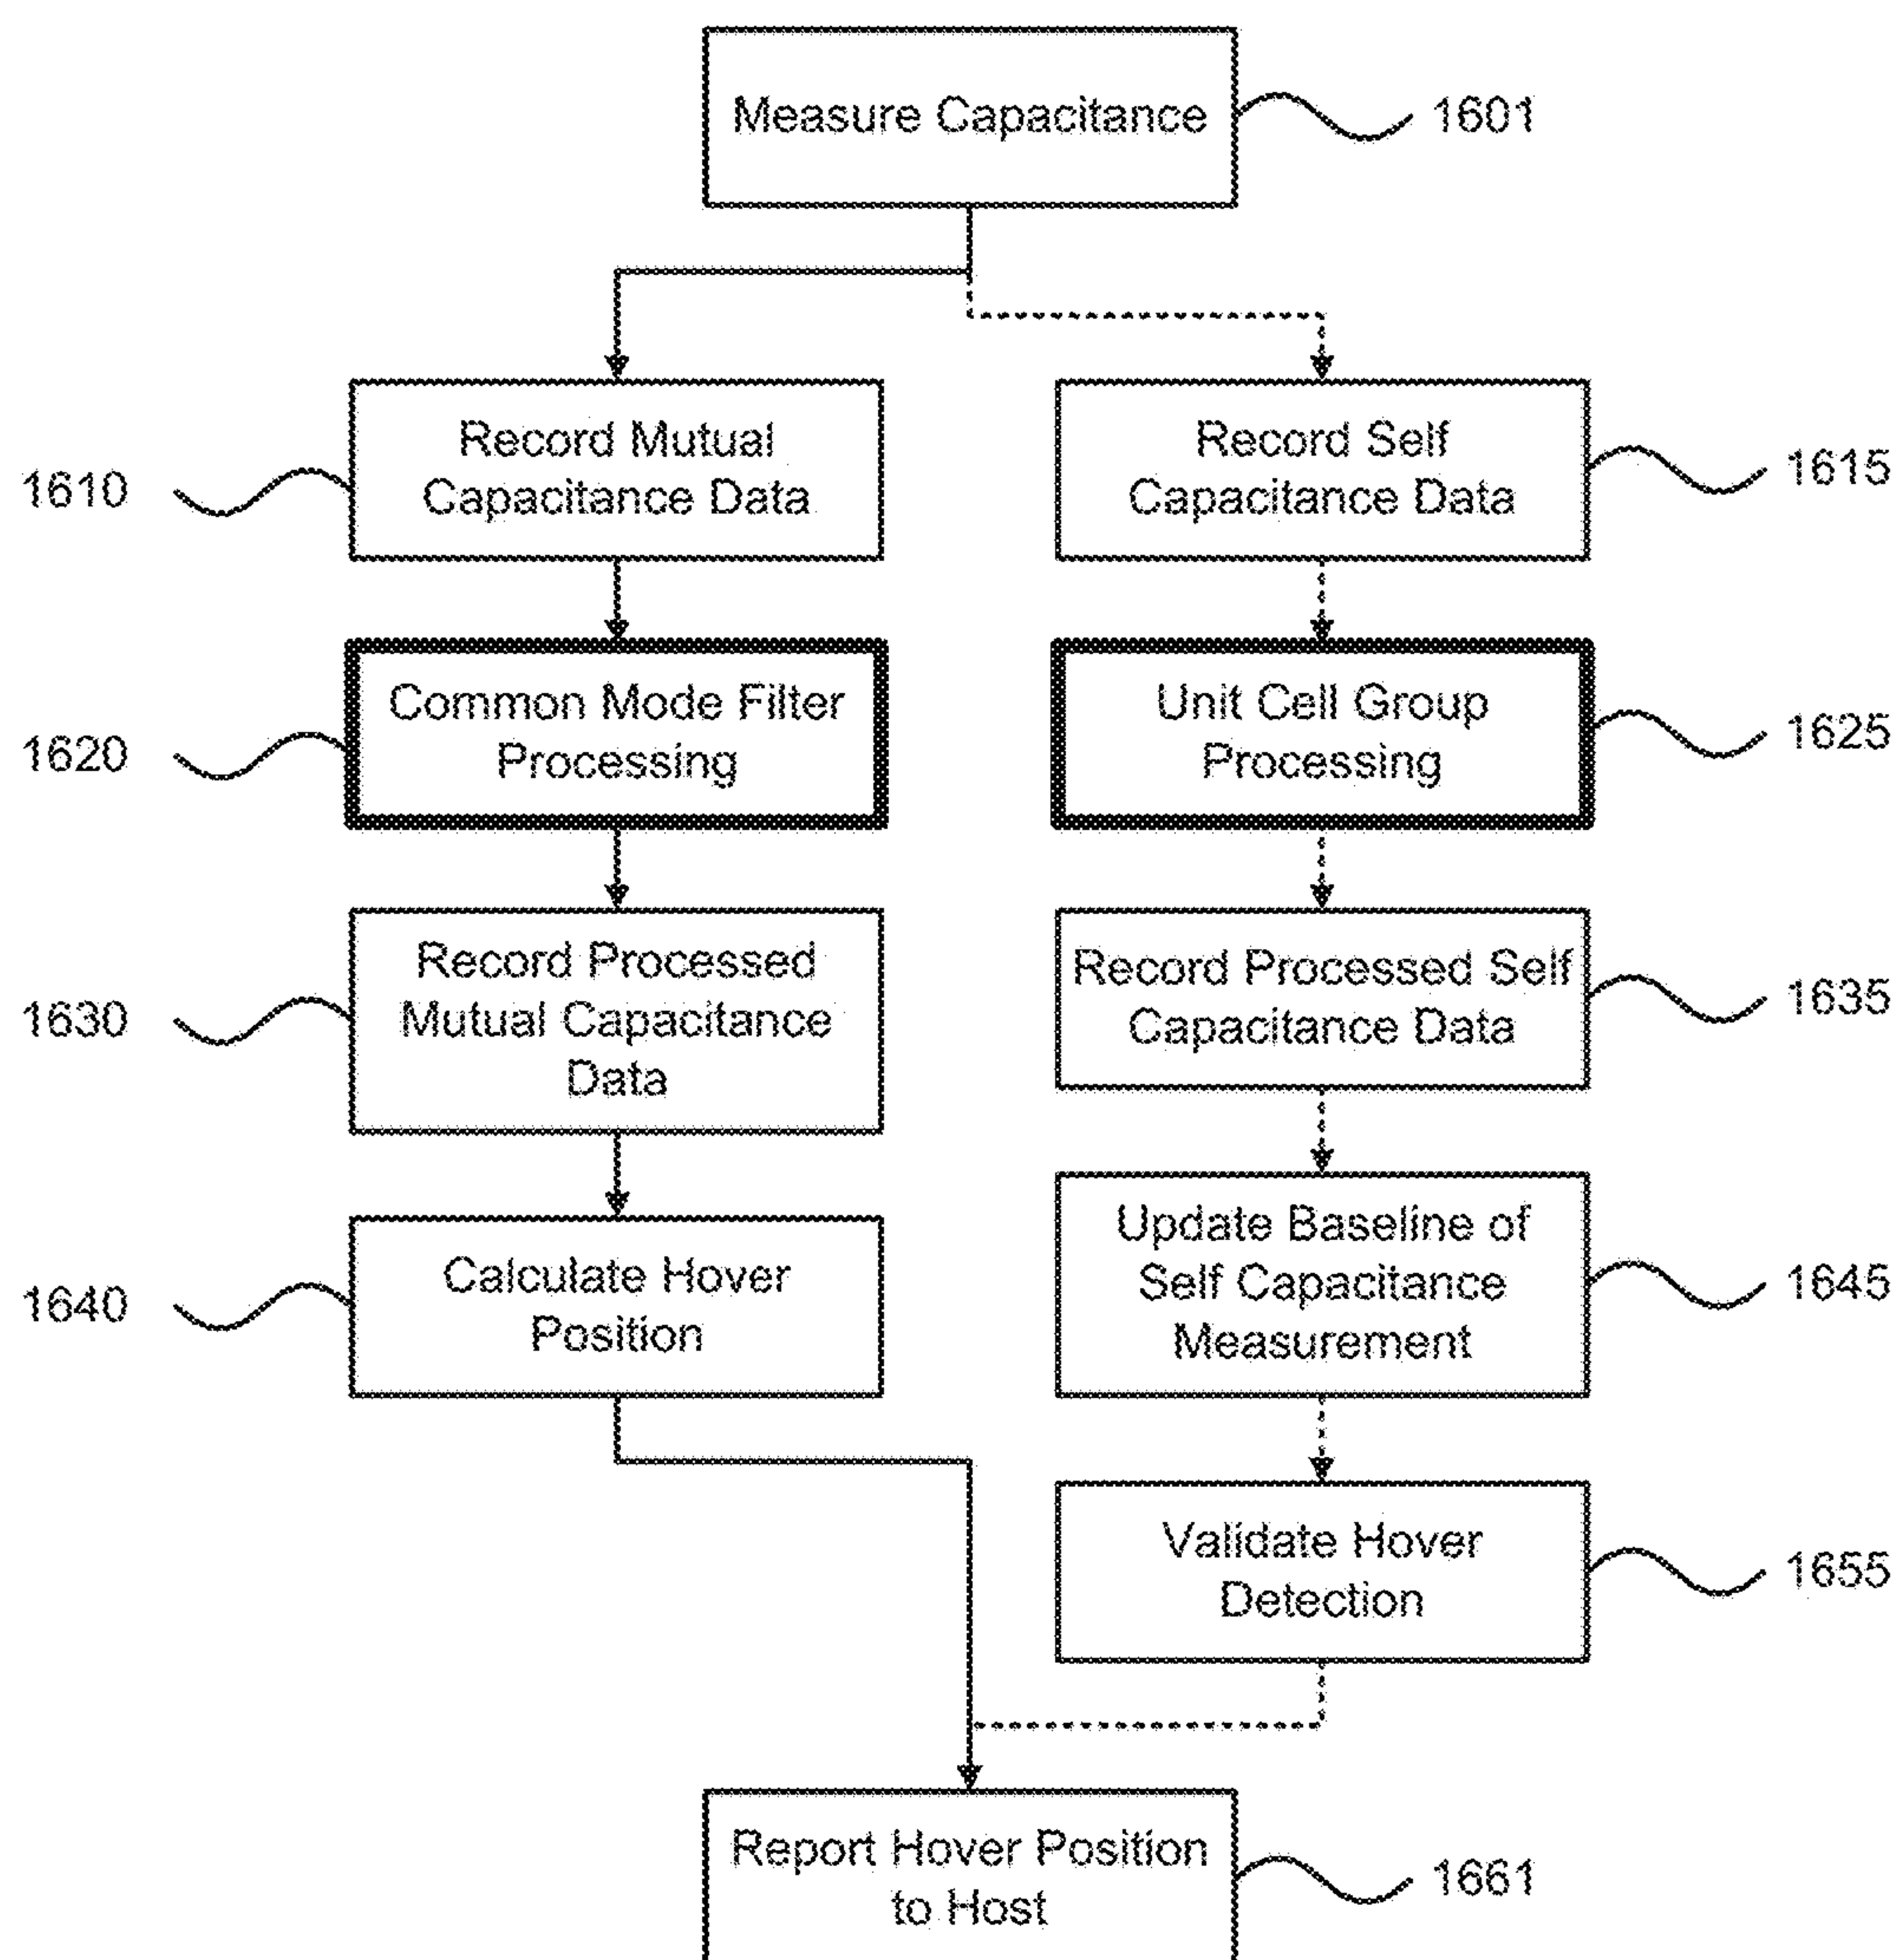 Measure Capacitance
1601
Record Mutual
Capacitance Data
1610
Record Self
Capacitance Data
1615
Common Mode Filter
Processing
1620
Unit Cell Group
Processing
1625
Record Processed
Mutual Capacitance
Data
1630
Record Processed Self
Capacitance Data
1635
Calculate Hover
Position
1640
Update Baseline of
Self Capacitance
Measurement
1645
Validate Hover
Detection
1655
Report Hover Position
to Host
1661